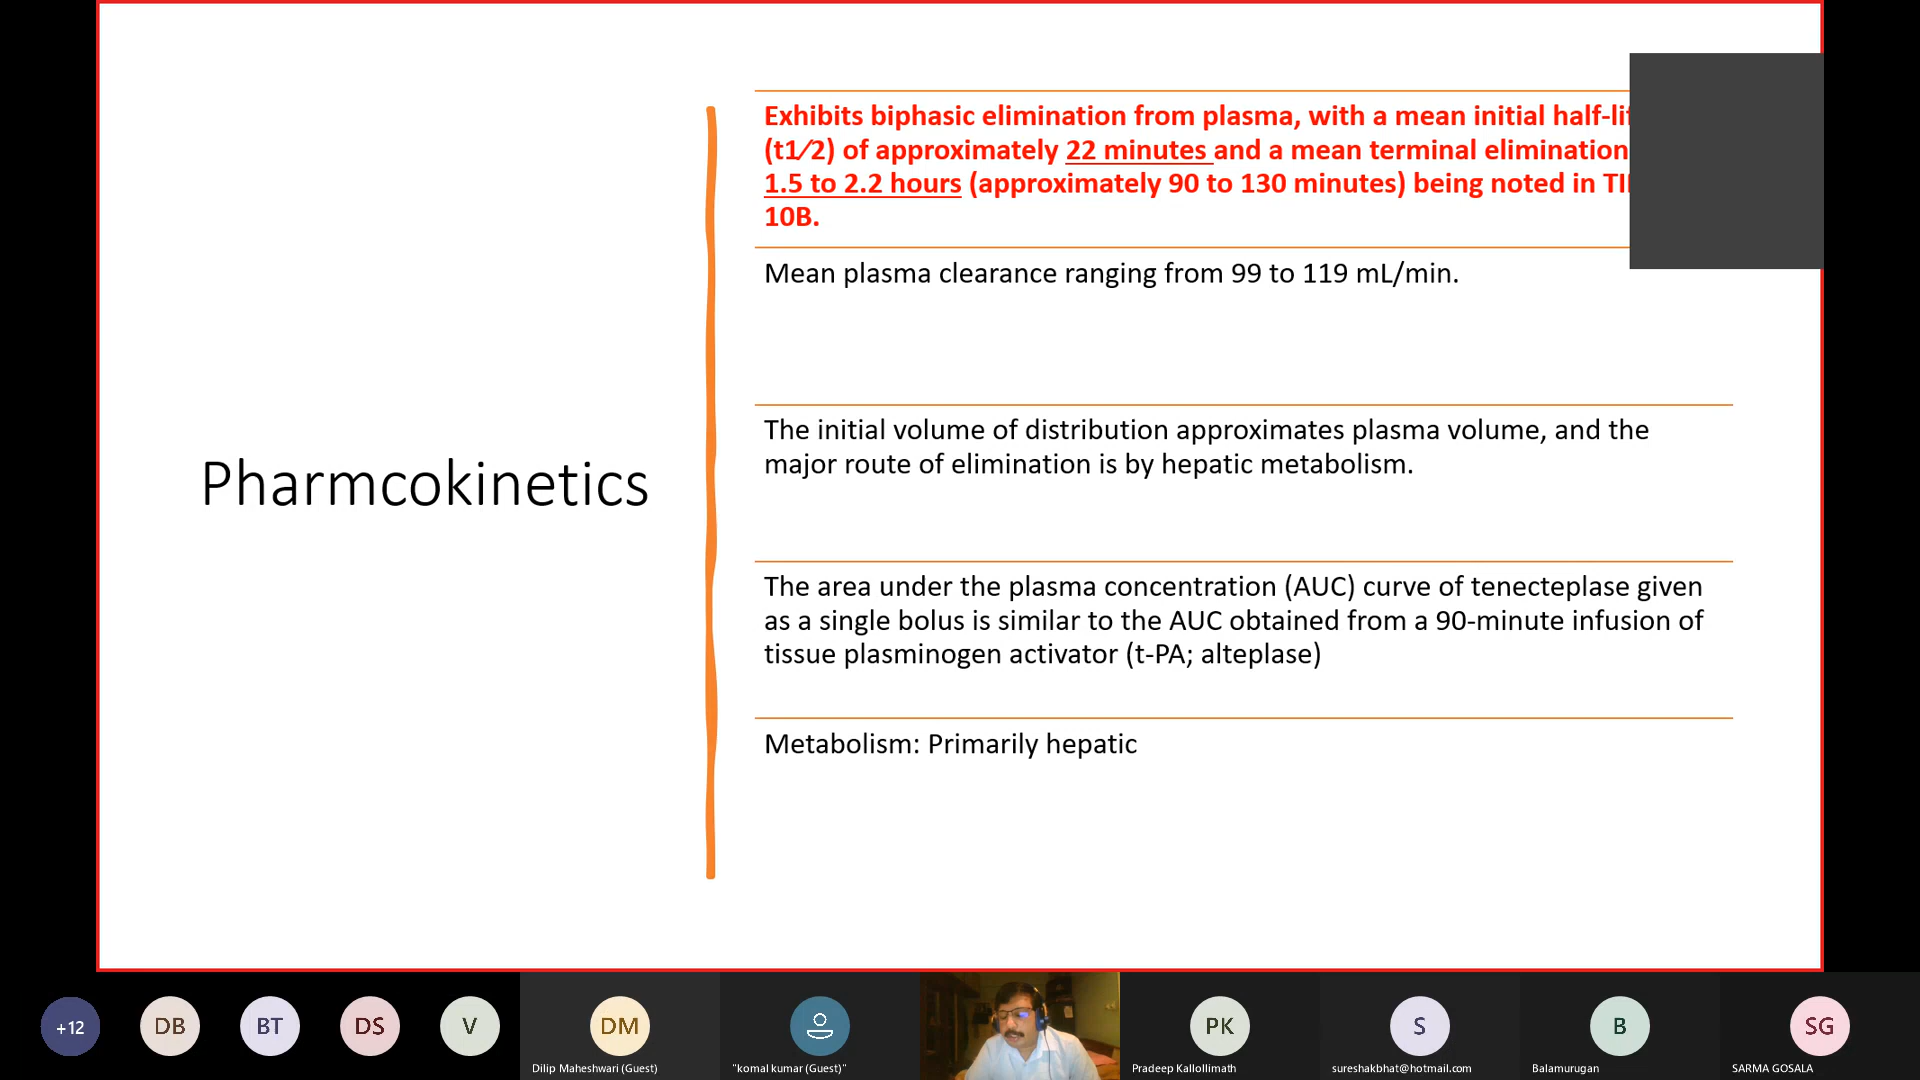 Pharmcokinetics
Exhibits biphasic elimination from plasma, with a mean initial
(t1⁄2) of approximately 22 minutes and a mean terminal elimination
1.5 to 2.2 hours (approximately 90 to 130 minutes) being noted in
10B.
Mean plasma clearance ranging from 99 to 119 mL/min.
The initial volume of distribution approximates plasma volume, and the
major route of elimination is by hepatic metabolism.
The area under the plasma concentration (AUC) curve of tenecteplase given
as a single bolus is similar to the AUC obtained from a 90-minute infusion of
tissue plasminogen activator (t-PA; alteplase)
Metabolism: Primarily hepatic
+12
DB
BT
DS
V
DM
PK
S
B
SG
Dilip Maheshwari (Guest)
"komal kumar (Guest)"
Pradeep Kallollimath
sureshakbhat@hotmail.com
Balamurugan
SARMA GOSALA